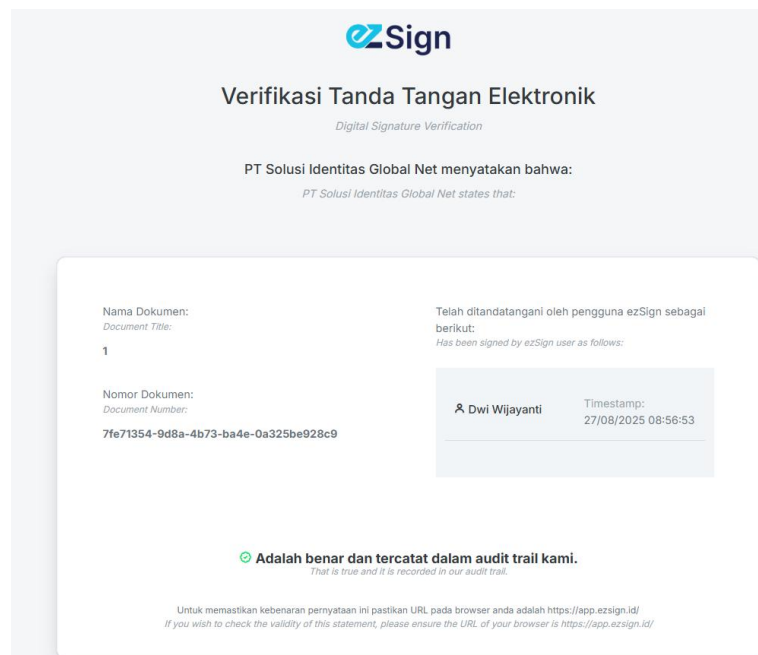 ezSign
Verifikasi Tanda Tangan Elektronik
Digital Signature Verification
PT Solusi Identitas Global Net menyatakan bahwa:
PT Solusi Identitas Global Net states that:
Nama Dokumen:
Document Title:
1
Nomor Dokumen:
Document Number:
7fe71354-9d8a-4b73-ba4e-0a325be928c9
Telah ditandatangani oleh pengguna ezSign sebagai
berikut:
Has been signed by ezSign user as follows:
Dwi Wijayanti
Timestamp:
27/08/2025 08:56:53
Adalah benar dan tercatat dalam audit trail kami.
That is true and it is recorded in our audit trail.
Untuk memastikan kebenaran pernyataan ini pastikan URL pada browser anda adalah https://app.ezsign.id/
If you wish to check the validity of this statement, please ensure the URL of your browser is https://app.ezsign.id/